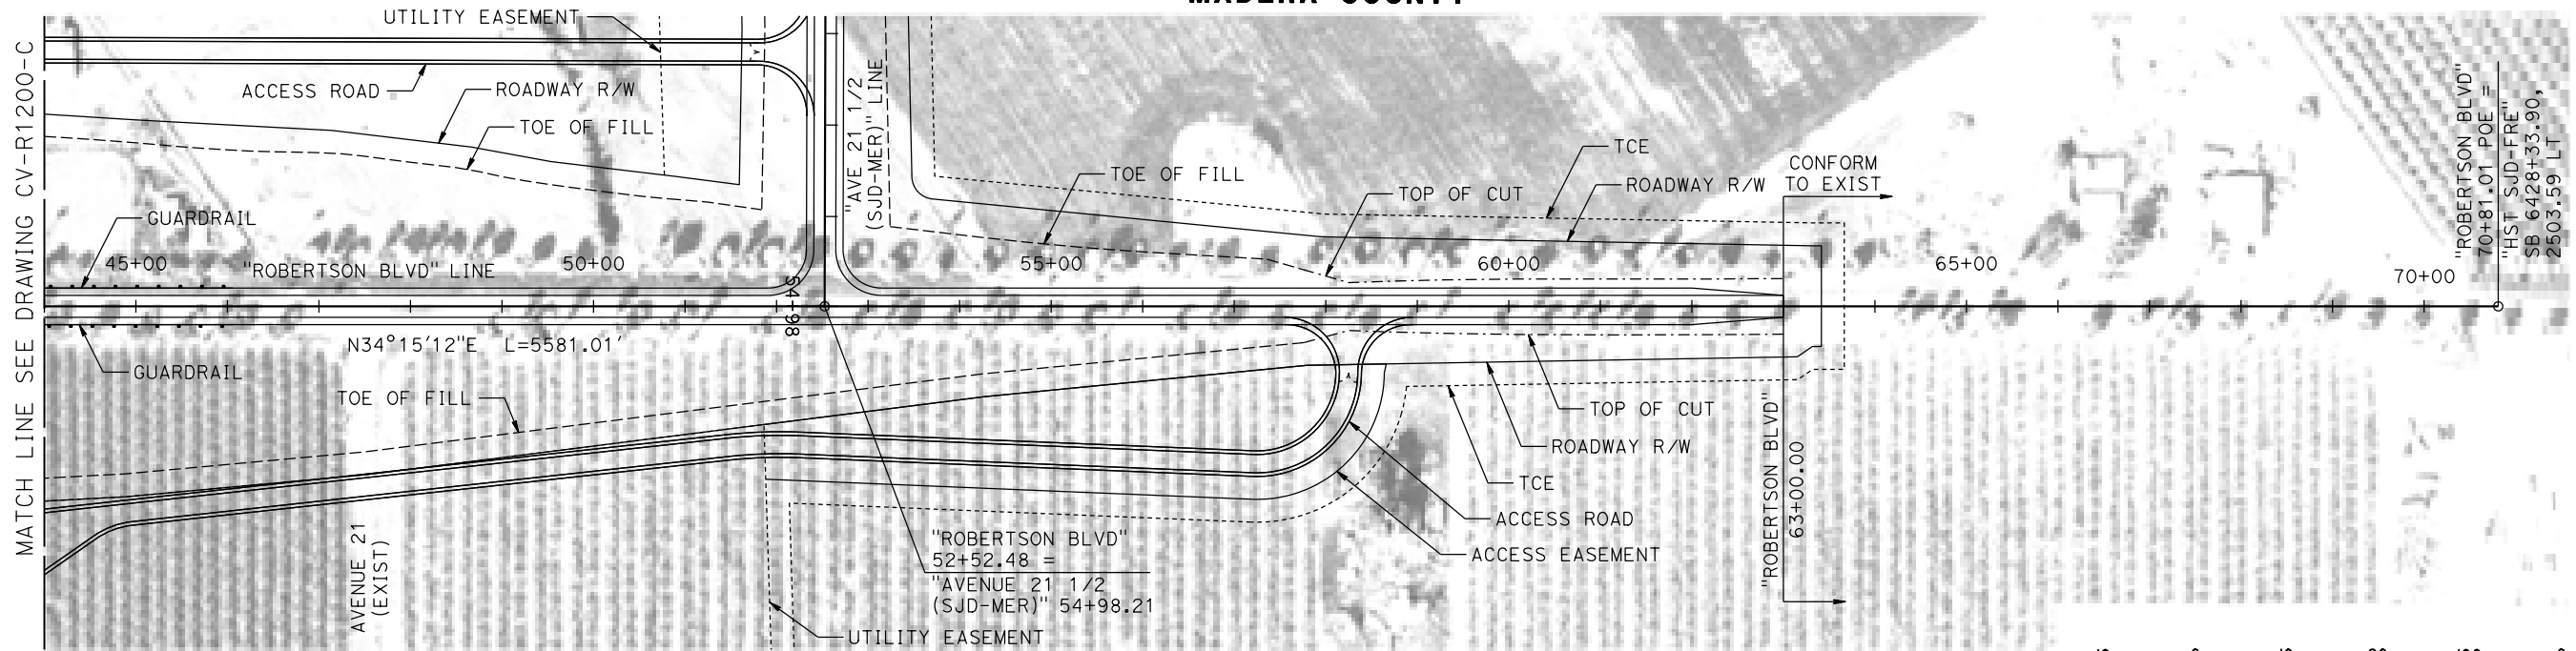 MADERA COUNTY
UTILITY EASEMENT
ACCESS ROAD
ROADWAY R/W
TOE OF FILL
GUARDRAIL
45+00
"ROBERTSON BLVD" LINE
50+00
54+98
"AVE 21 1/2
(SJD-MER)" LINE
55+00
TOE OF FILL
TOP OF CUT
TCE
ROADWAY R/W
60+00
CONFORM
TO EXIST
65+00
70+00
"ROBERTSON BLVD"
70+81.01 POE =
"HST SJD-FRE"
SB 6428+33.90,
2503.59 LT
MATCH LINE SEE DRAWING CV-R1200-C
N34°15'12"E L=5581.01'
GUARDRAIL
TOE OF FILL
AVENUE 21
(EXIST)
"ROBERTSON BLVD"
52+52.48 =
"AVENUE 21 1/2
(SJD-MER)" 54+98.21
UTILITY EASEMENT
TOP OF CUT
ROADWAY R/W
TCE
ACCESS ROAD
ACCESS EASEMENT
"ROBERTSON BLVD"
63+00.00